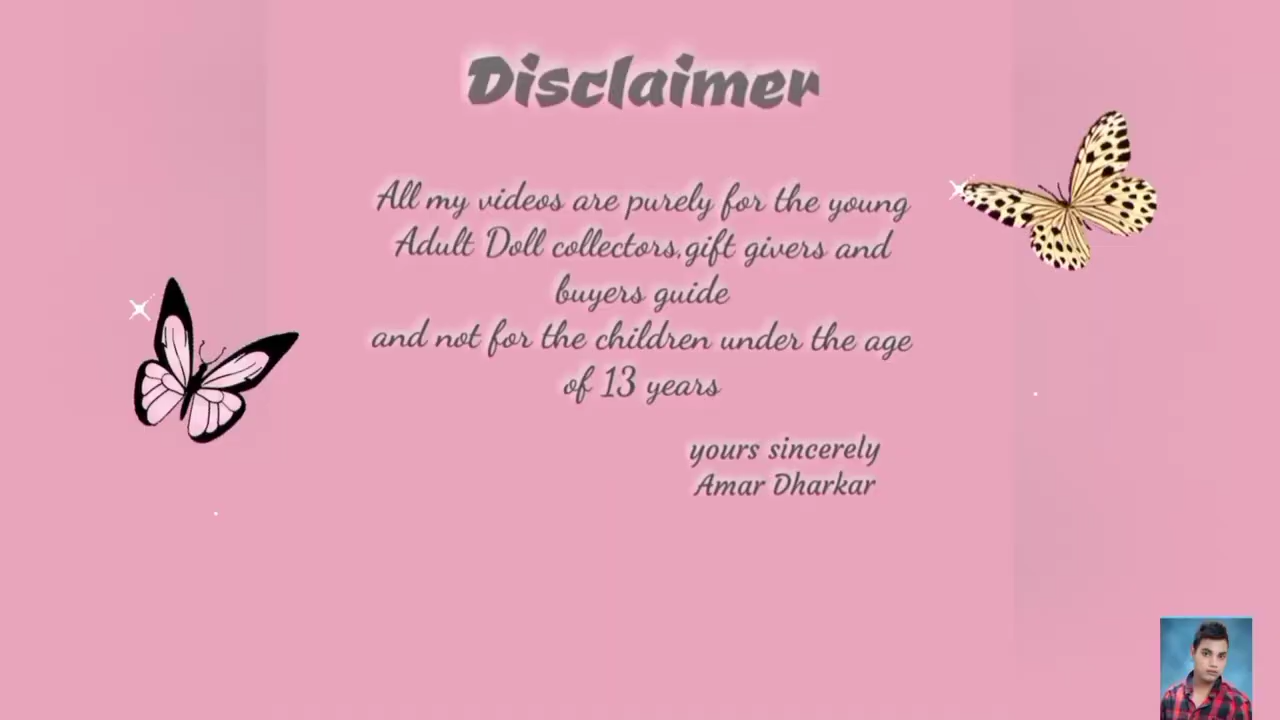 Disclaimer
All my videos are purely for the young
Adult Doll collectors,gift givers and
buyers guide
and not for the children under the age
of 13 years
yours sincerely
Amar Dharkar